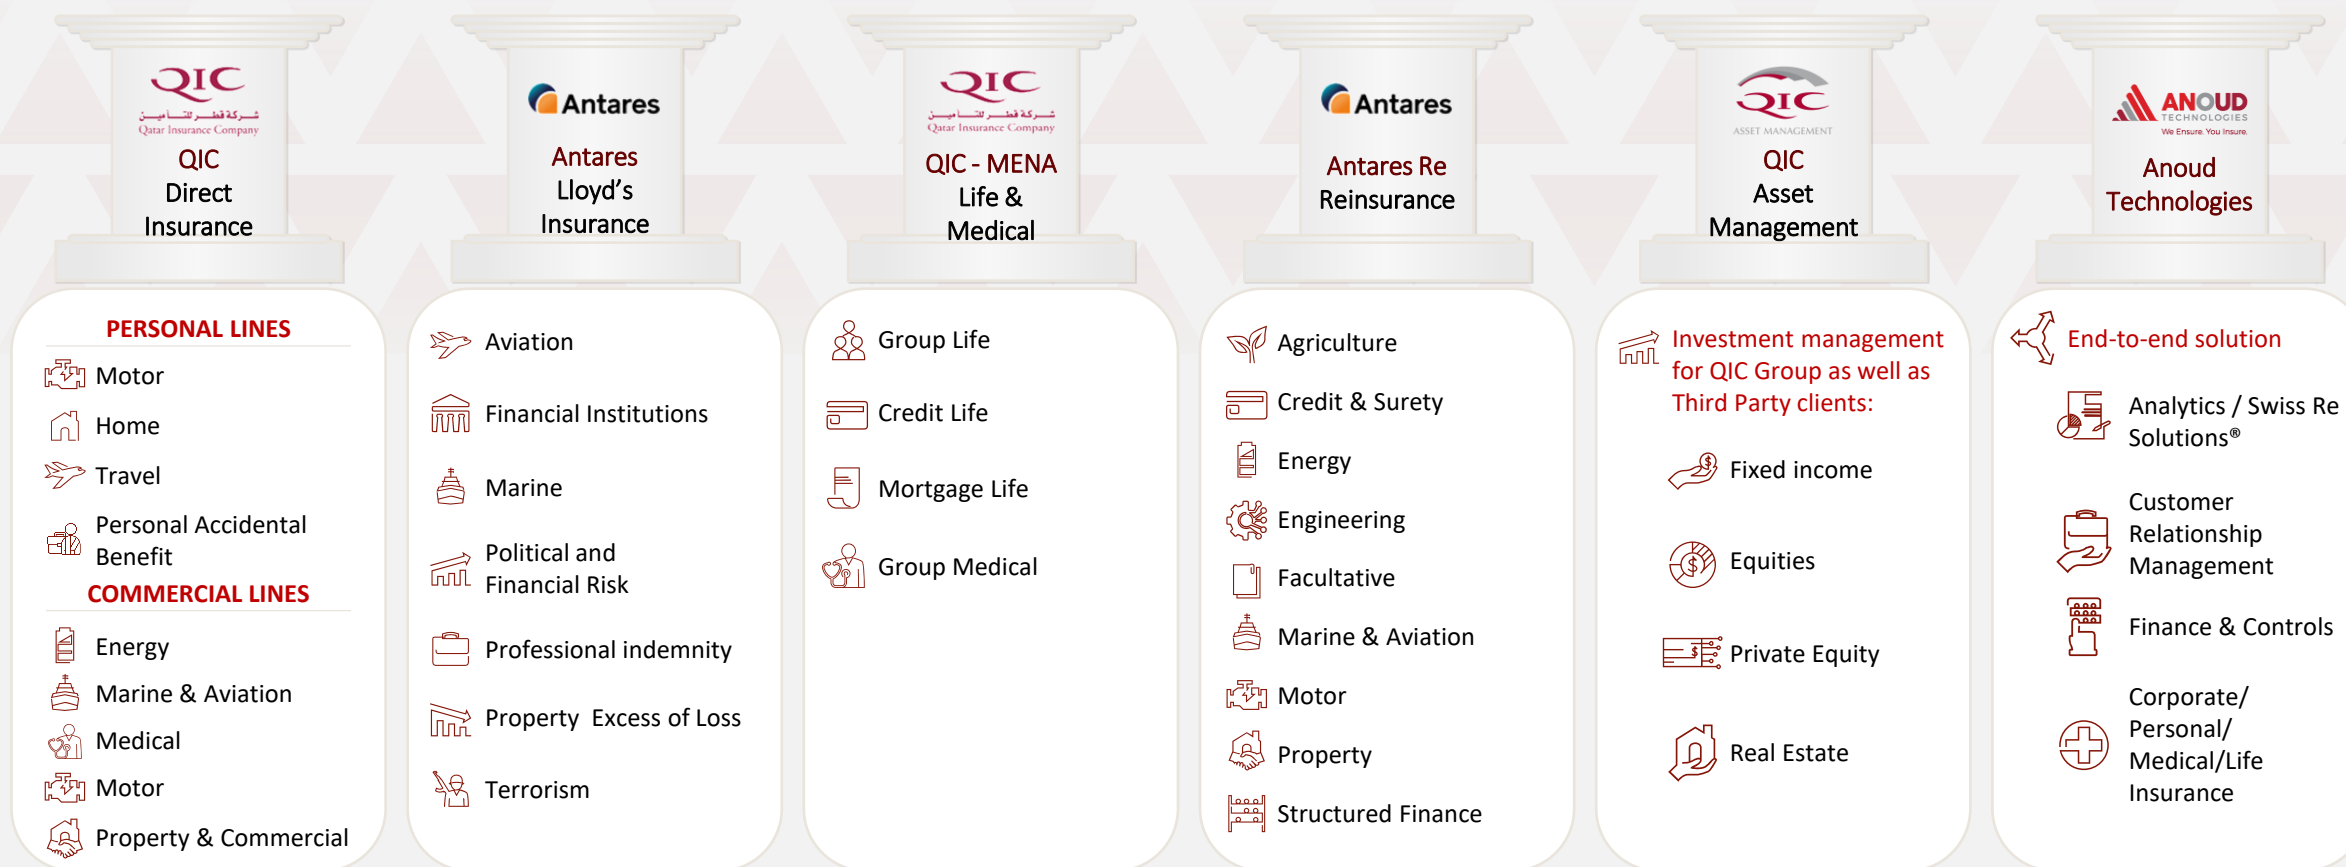 QIC
شركة قطر للتأمين
Qatar Insurance Company
QIC
Direct
Insurance
PERSONAL LINES
Motor
Home
Travel
Personal Accidental
Benefit
COMMERCIAL LINES
Energy
Marine & Aviation
Medical
Motor
Property & Commercial
Antares
Antares
Lloyd's
Insurance
Aviation
Financial Institutions
Marine
Political and
Financial Risk
Professional indemnity
Property Excess of Loss
Terrorism
QIC
شركة قطر للتأمين
Qatar Insurance Company
QIC - MENA
Life &
Medical
Group Life
Credit Life
Mortgage Life
Group Medical
Antares
Antares Re
Reinsurance
Agriculture
Credit & Surety
Energy
Engineering
Facultative
Marine & Aviation
Motor
Property
Structured Finance
QIC
ASSET MANAGEMENT
QIC
Asset
Management
Investment management
for QIC Group as well as
Third Party clients:
Fixed income
Equities
Private Equity
Real Estate
ANOUD
TECHNOLOGIES
We Ensure. You Insure.
Anoud
Technologies
End-to-end solution
Analytics / Swiss Re
Solutions®
Customer
Relationship
Management
Finance & Controls
Corporate/
Personal/
Medical/Life
Insurance